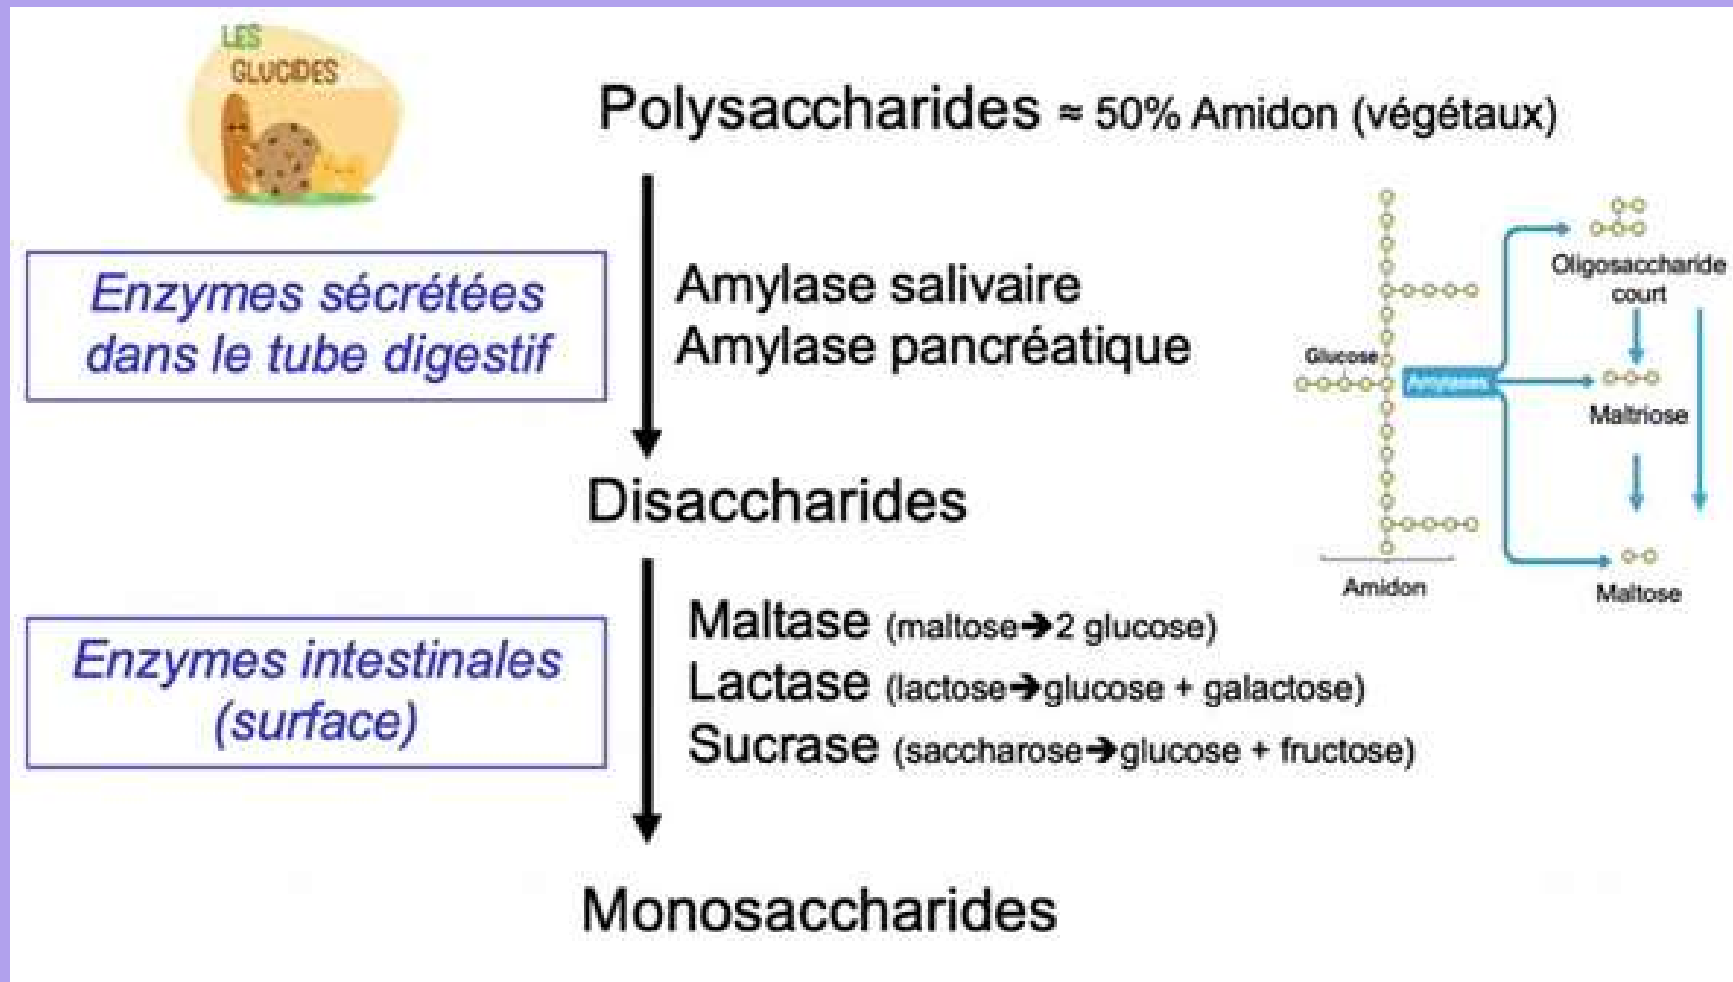 LES
GLUCIDES
Polysaccharides ≈ 50% Amidon (végétaux)
Enzymes sécrétées
dans le tube digestif
Amylase salivaire
Amylase pancréatique
Oligosaccharide
court
Glucose
Amylases
Maltriose
Amidon
Maltose
Disaccharides
Enzymes intestinales
(surface)
Maltase (maltose➔2 glucose)
Lactase (lactose➔glucose + galactose)
Sucrase (saccharose➔glucose + fructose)
Monosaccharides